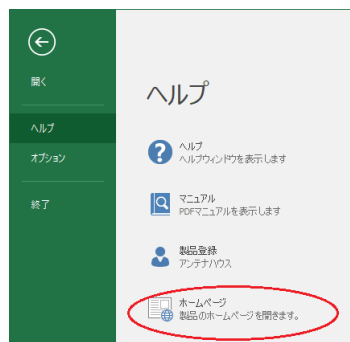 開く
ヘルプ
オプション
終了
ヘルプ
ヘルプ
ヘルプウィンドウを表示します
マニュアル
PDFマニュアルを表示します
製品登録
アンテナハウス
ホームページ
製品のホームページを開きます。